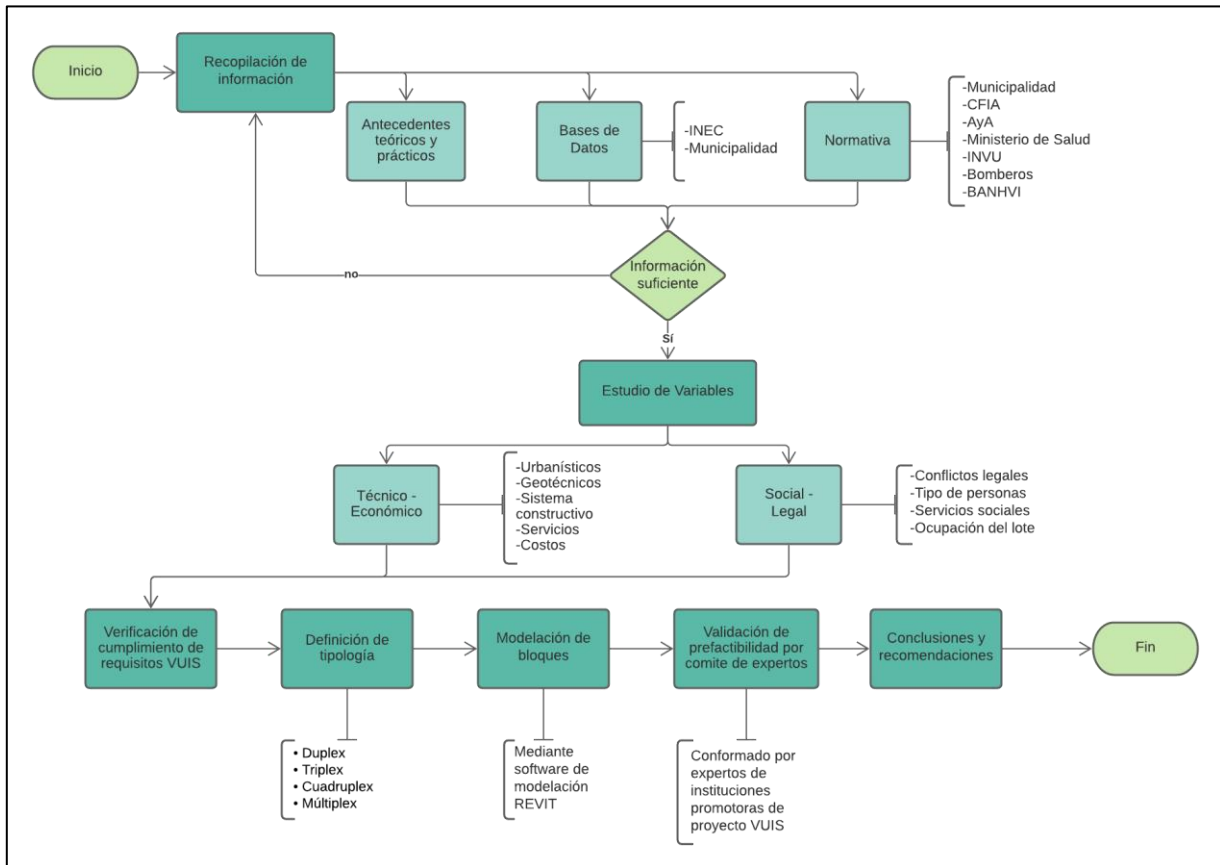 Inicio
Recopilación de
información
Antecedentes
teóricos y
prácticos
Bases de
Datos
-INEC
-Municipalidad
Normativa
-Municipalidad
-CFIA
-AyA
-Ministerio de Salud
-INVU
-Bomberos
-BANHVI
Información
suficiente
no
Sí
Estudio de Variables
Técnico -
Económico
-Urbanísticos
-Geotécnicos
-Sistema
constructivo
-Servicios
-Costos
Social -
Legal
-Conflictos legales
-Tipo de personas
-Servicios sociales
-Ocupación del lote
Verificación de
cumplimiento de
requisitos VUIS
Definición de
tipología
Modelación de
bloques
Validación de
prefactibilidad por
comite de expertos
Conclusiones y
recomendaciones
Fin
• Duplex
• Triplex
• Cuadruplex
• Múltiplex
Mediante
software de
modelación
REVIT
Conformado por
expertos de
instituciones
promotoras de
proyecto VUIS